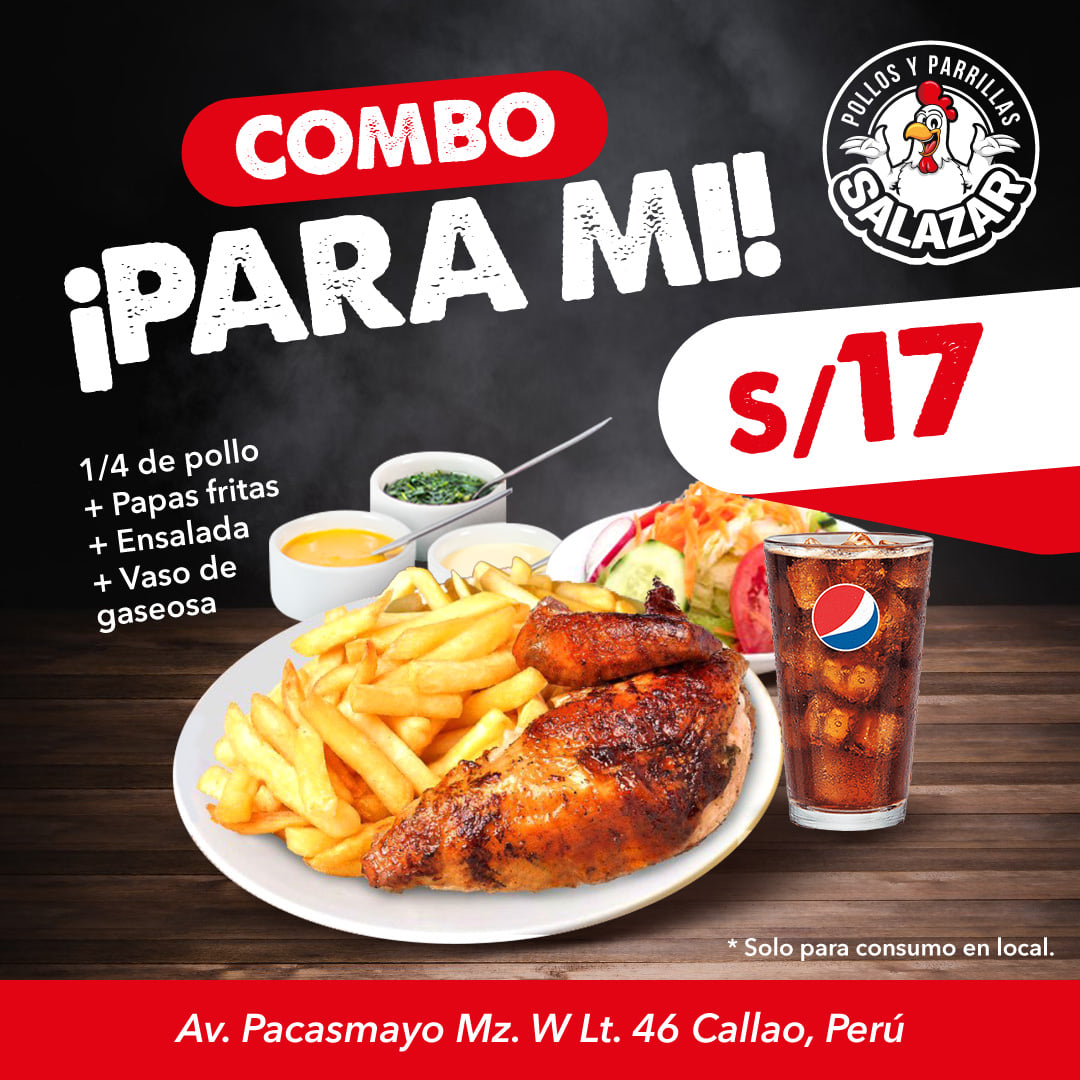 COMBO
¡PARA MI!
POLLOS Y PARRILLAS
SALAZAR
S/17
1/4 de pollo
+ Papas fritas
+ Ensalada
+ Vaso de
gaseosa
* Solo para consumo en local.
Av. Pacasmayo Mz. W Lt. 46 Callao, Perú